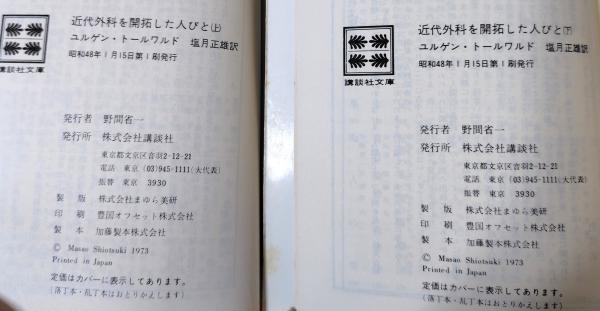 近代外科を開拓した人びと(上)
ユルゲン・トールワルド 塩月正雄訳
昭和48年1月15日第1刷発行
講談社文庫
発行者 野間省一
発行所 株式会社講談社
東京都文京区音羽2-12-21
電話 東京 (03)945-1111(大代表)
振替 東京 3930
製版 株式会社まゆら美研
印刷 豊国オフセット株式会社
製本 加藤製本株式会社
© Masao Shiotsuki 1973
Printed in Japan
定価はカバーに表示してあります。
(落丁本・乱丁本はおとりかえします)
近代外科を開拓した人びと(下)
ユルゲン・トールワルド 塩月正雄訳
昭和48年1月15日第1刷発行
講談社文庫
発行者 野間省一
発行所 株式会社講談社
東京都文京区音羽2-12-21
電話 東京 (03)945-1111(大代表)
振替 東京 3930
製版 株式会社まゆら美研
印刷 豊国オフセット株式会社
製本 加藤製本株式会社
© Masao Shiotsuki 1973
Printed in Japan
定価はカバーに表示してあります。
(落丁本・乱丁本はおとりかえします)